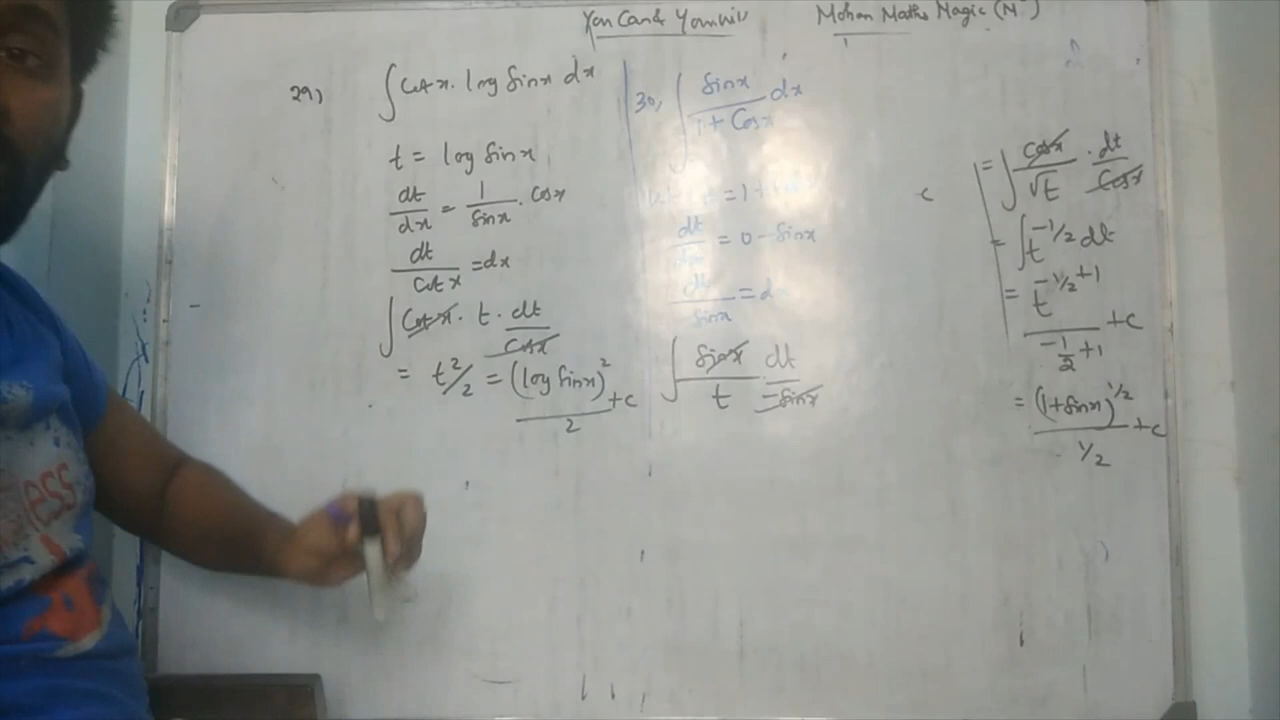 You Can & You Will
Mohan Maths Magic (M
29) ∫ Cot x . log Sin x dx
t = log Sin x
dt/dx = 1/Sin x . Cos x
dt/Cot x = dx
∫ Cot x . t . dt/Cot x
= t²/2 = (log Sin x)²/2 + c
30, ∫ Sin x/1 + Cos x dx
= 1 +
dt/dx = 0 - Sin x
dt/Sin x = d
∫ Sin x/t dt/-Sin x
c
= ∫ Cos x/√t . dt/Cos x
= ∫ t^-1/2 dt
= t^-1/2+1/-1/2+1 + c
= (1+Sin x)^1/2/1/2 + c
ess